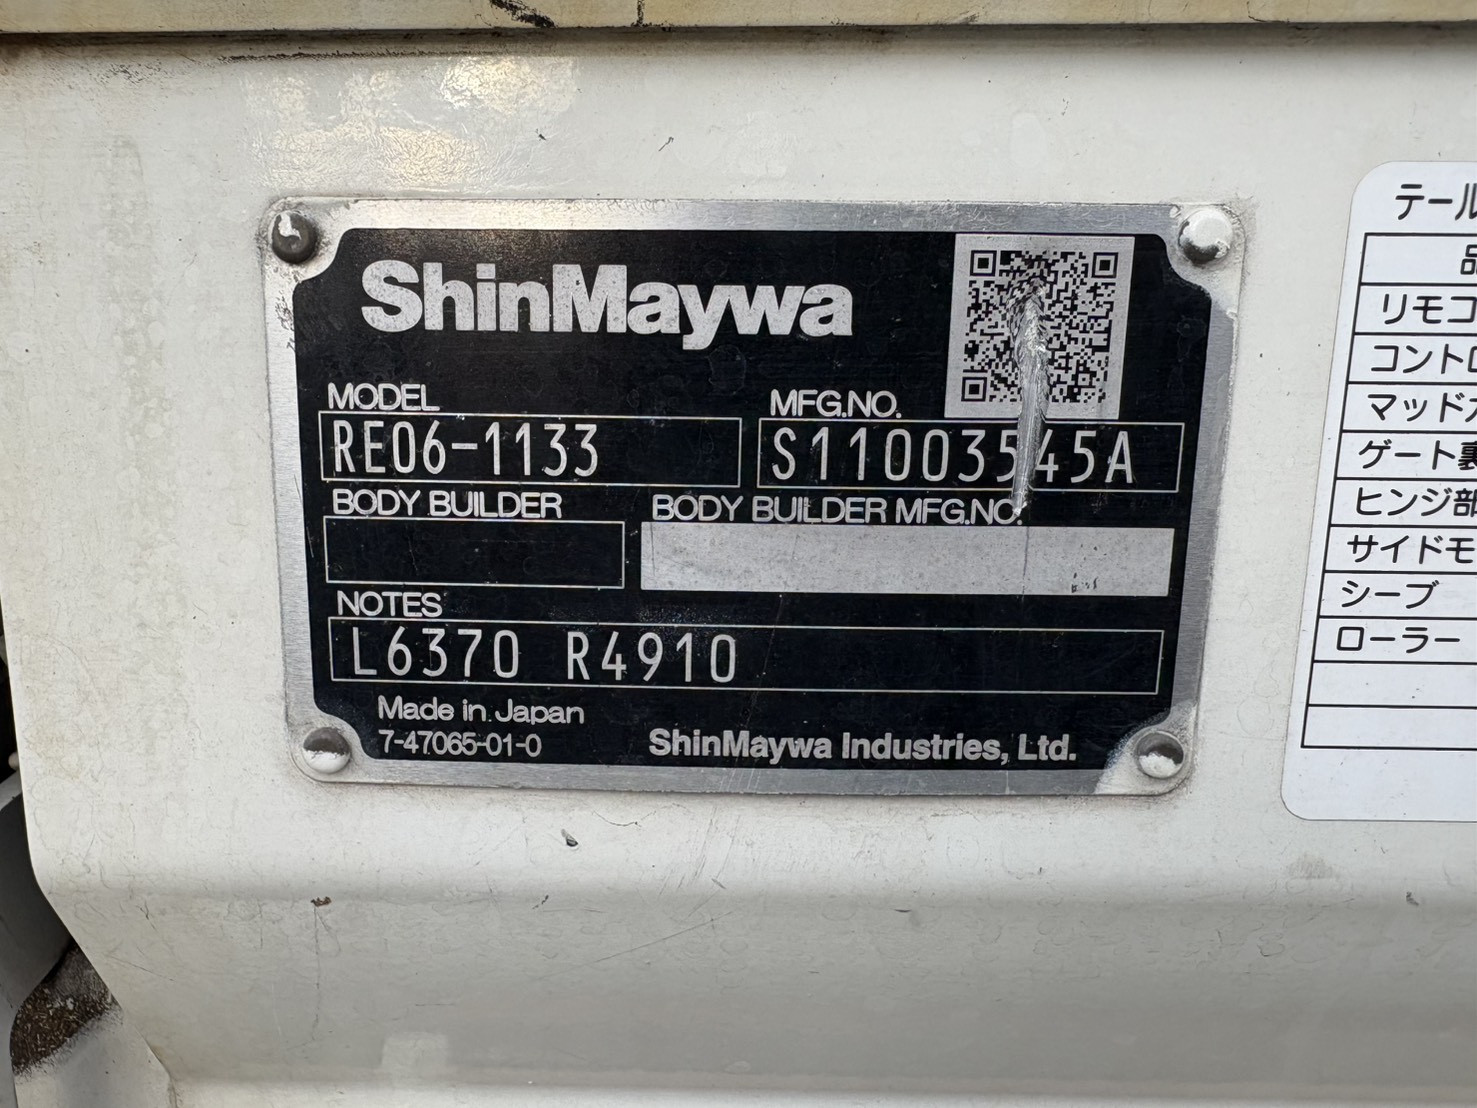 ShinMaywa
MODEL
RE06-1133
MFG.NO.
S11003545A
BODY BUILDER
BODY BUILDER MFG.NO.
NOTES
L6370 R4910
Made in Japan
7-47065-01-0
ShinMaywa Industries, Ltd.
テール
品
リモコ
コントロ
マッドガ
ゲート裏
ヒンジ部
サイドモ
シーブ
ローラー